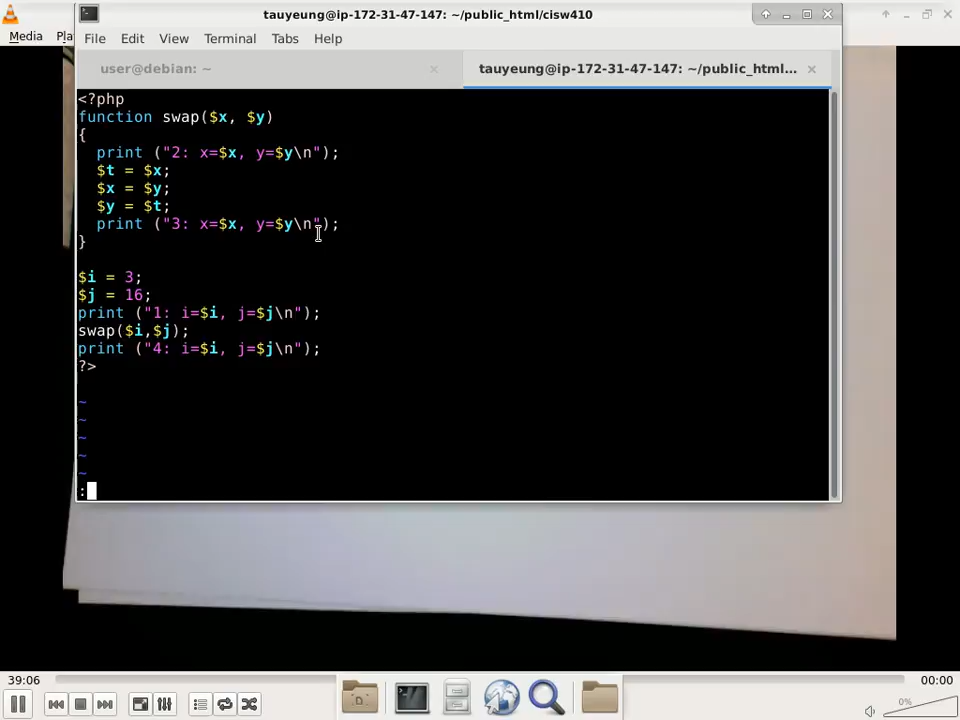 tauyeung@ip-172-31-47-147: ~/public_html/cisw410
Media
File Edit View Terminal Tabs Help
user@debian: ~
tauyeung@ip-172-31-47-147: ~/public_html...
<?php
function swap($x, $y)
{
  print ("2: x=$x, y=$y\n");
  $t = $x;
  $x = $y;
  $y = $t;
  print ("3: x=$x, y=$y\n");
}
$i = 3;
$j = 16;
print ("1: i=$i, j=$j\n");
swap($i,$j);
print ("4: i=$i, j=$j\n");
?>
~
~
~
~
~
:
39:06
00:00
0%